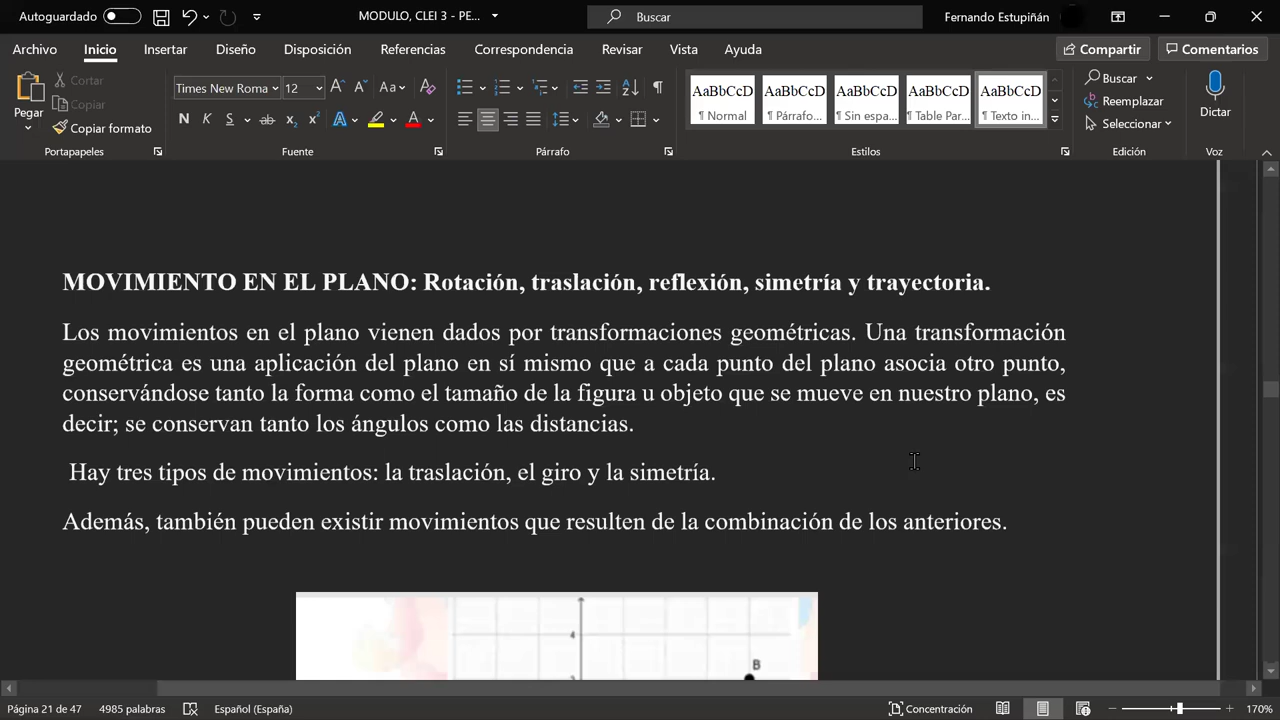 Autoguardado
MODULO, CLEI 3 - PE...
Buscar
Fernando Estupiñán
Archivo Inicio Insertar Diseño Disposición Referencias Correspondencia Revisar Vista Ayuda Compartir Comentarios
Pegar
Cortar
Copiar
Copiar formato
Portapapeles
Times New Roma 12
Aa
N K S ab x₂ x² A A
Fuente
Párrafo
AaBbCcD AaBbCcD AaBbCcD AaBbCcD AaBbCcD
¶ Normal ¶ Párrafo... ¶ Sin espa... ¶ Table Par... ¶ Texto in...
Estilos
Buscar
Reemplazar
Seleccionar
Edición
Dictar
Voz
MOVIMIENTO EN EL PLANO: Rotación, traslación, reflexión, simetría y trayectoria.
Los movimientos en el plano vienen dados por transformaciones geométricas. Una transformación
geométrica es una aplicación del plano en sí mismo que a cada punto del plano asocia otro punto,
conservándose tanto la forma como el tamaño de la figura u objeto que se mueve en nuestro plano, es
decir; se conservan tanto los ángulos como las distancias.
Hay tres tipos de movimientos: la traslación, el giro y la simetría.
Además, también pueden existir movimientos que resulten de la combinación de los anteriores.
4
B
Página 21 de 47 4985 palabras Español (España) Concentración 170%